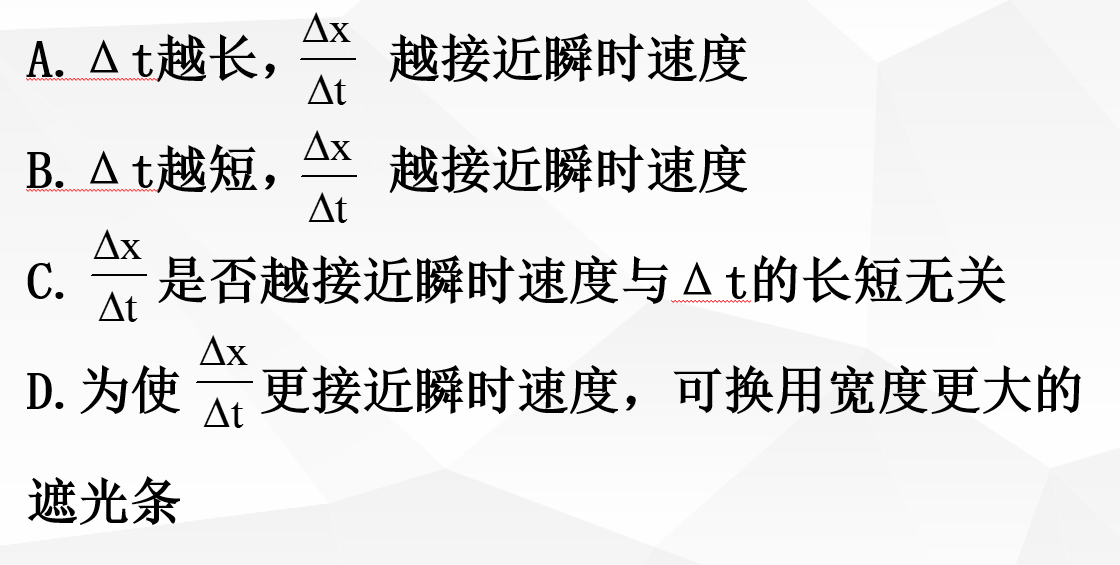 A. Δt越长，Δx/Δt 越接近瞬时速度
B. Δt越短，Δx/Δt 越接近瞬时速度
C. Δx/Δt 是否越接近瞬时速度与Δt的长短无关
D. 为使 Δx/Δt 更接近瞬时速度，可换用宽度更大的
遮光条